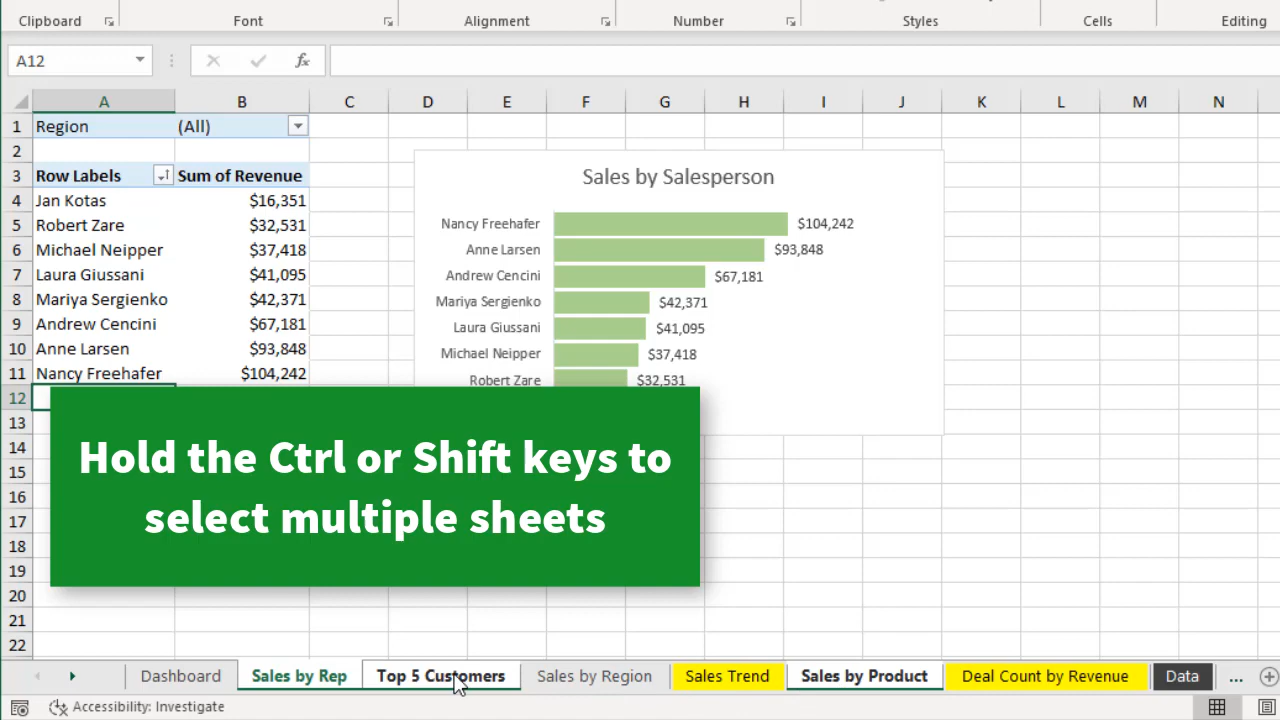 Clipboard Font Alignment Number Styles Cells Editing
A12 fx
A B C D E F G H I J K L M N
1 Region (All)
2
3 Row Labels Sum of Revenue
4 Jan Kotas $16,351
5 Robert Zare $32,531
6 Michael Neipper $37,418
7 Laura Giussani $41,095
8 Mariya Sergienko $42,371
9 Andrew Cencini $67,181
10 Anne Larsen $93,848
11 Nancy Freehafer $104,242
12
13
14
15
16
17
18
19
20
21
22
Sales by Salesperson
Nancy Freehafer $104,242
Anne Larsen $93,848
Andrew Cencini $67,181
Mariya Sergienko $42,371
Laura Giussani $41,095
Michael Neipper $37,418
Robert Zare $32,531
Hold the Ctrl or Shift keys to
select multiple sheets
Dashboard Sales by Rep Top 5 Customers Sales by Region Sales Trend Sales by Product Deal Count by Revenue Data ...
Accessibility: Investigate